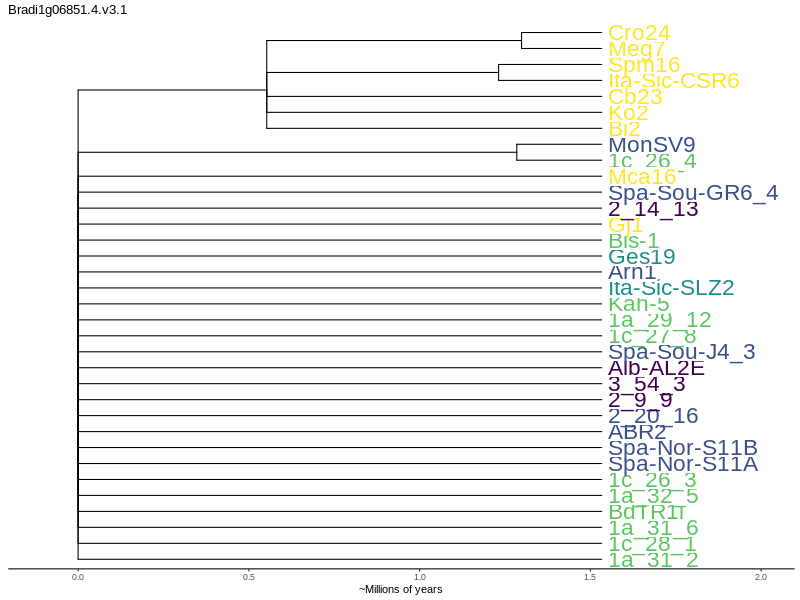 Bradi1g06851.4.v3.1
Cro24
Meg7
Spm16
Ita-Sic-CSR6
Cb23
Ko2
Bi2
MonSV9
1c_26_4
Mca16
Spa-Sou-GR6_4
2_14_13
Gj1
Bis-1
Ges19
Arn1
Ita-Sic-SLZ2
Kah-5
1a_29_12
1c_27_8
Spa-Sou-J4_3
Alb-AL2E
3_54_3
2_9_9
2_20_16
ABR2
Spa-Nor-S11B
Spa-Nor-S11A
1c_26_3
1a_32_5
BdTR1i
1a_31_6
1c_28_1
1a_31_2
0.0 0.5 1.0 1.5 2.0
~Millions of years